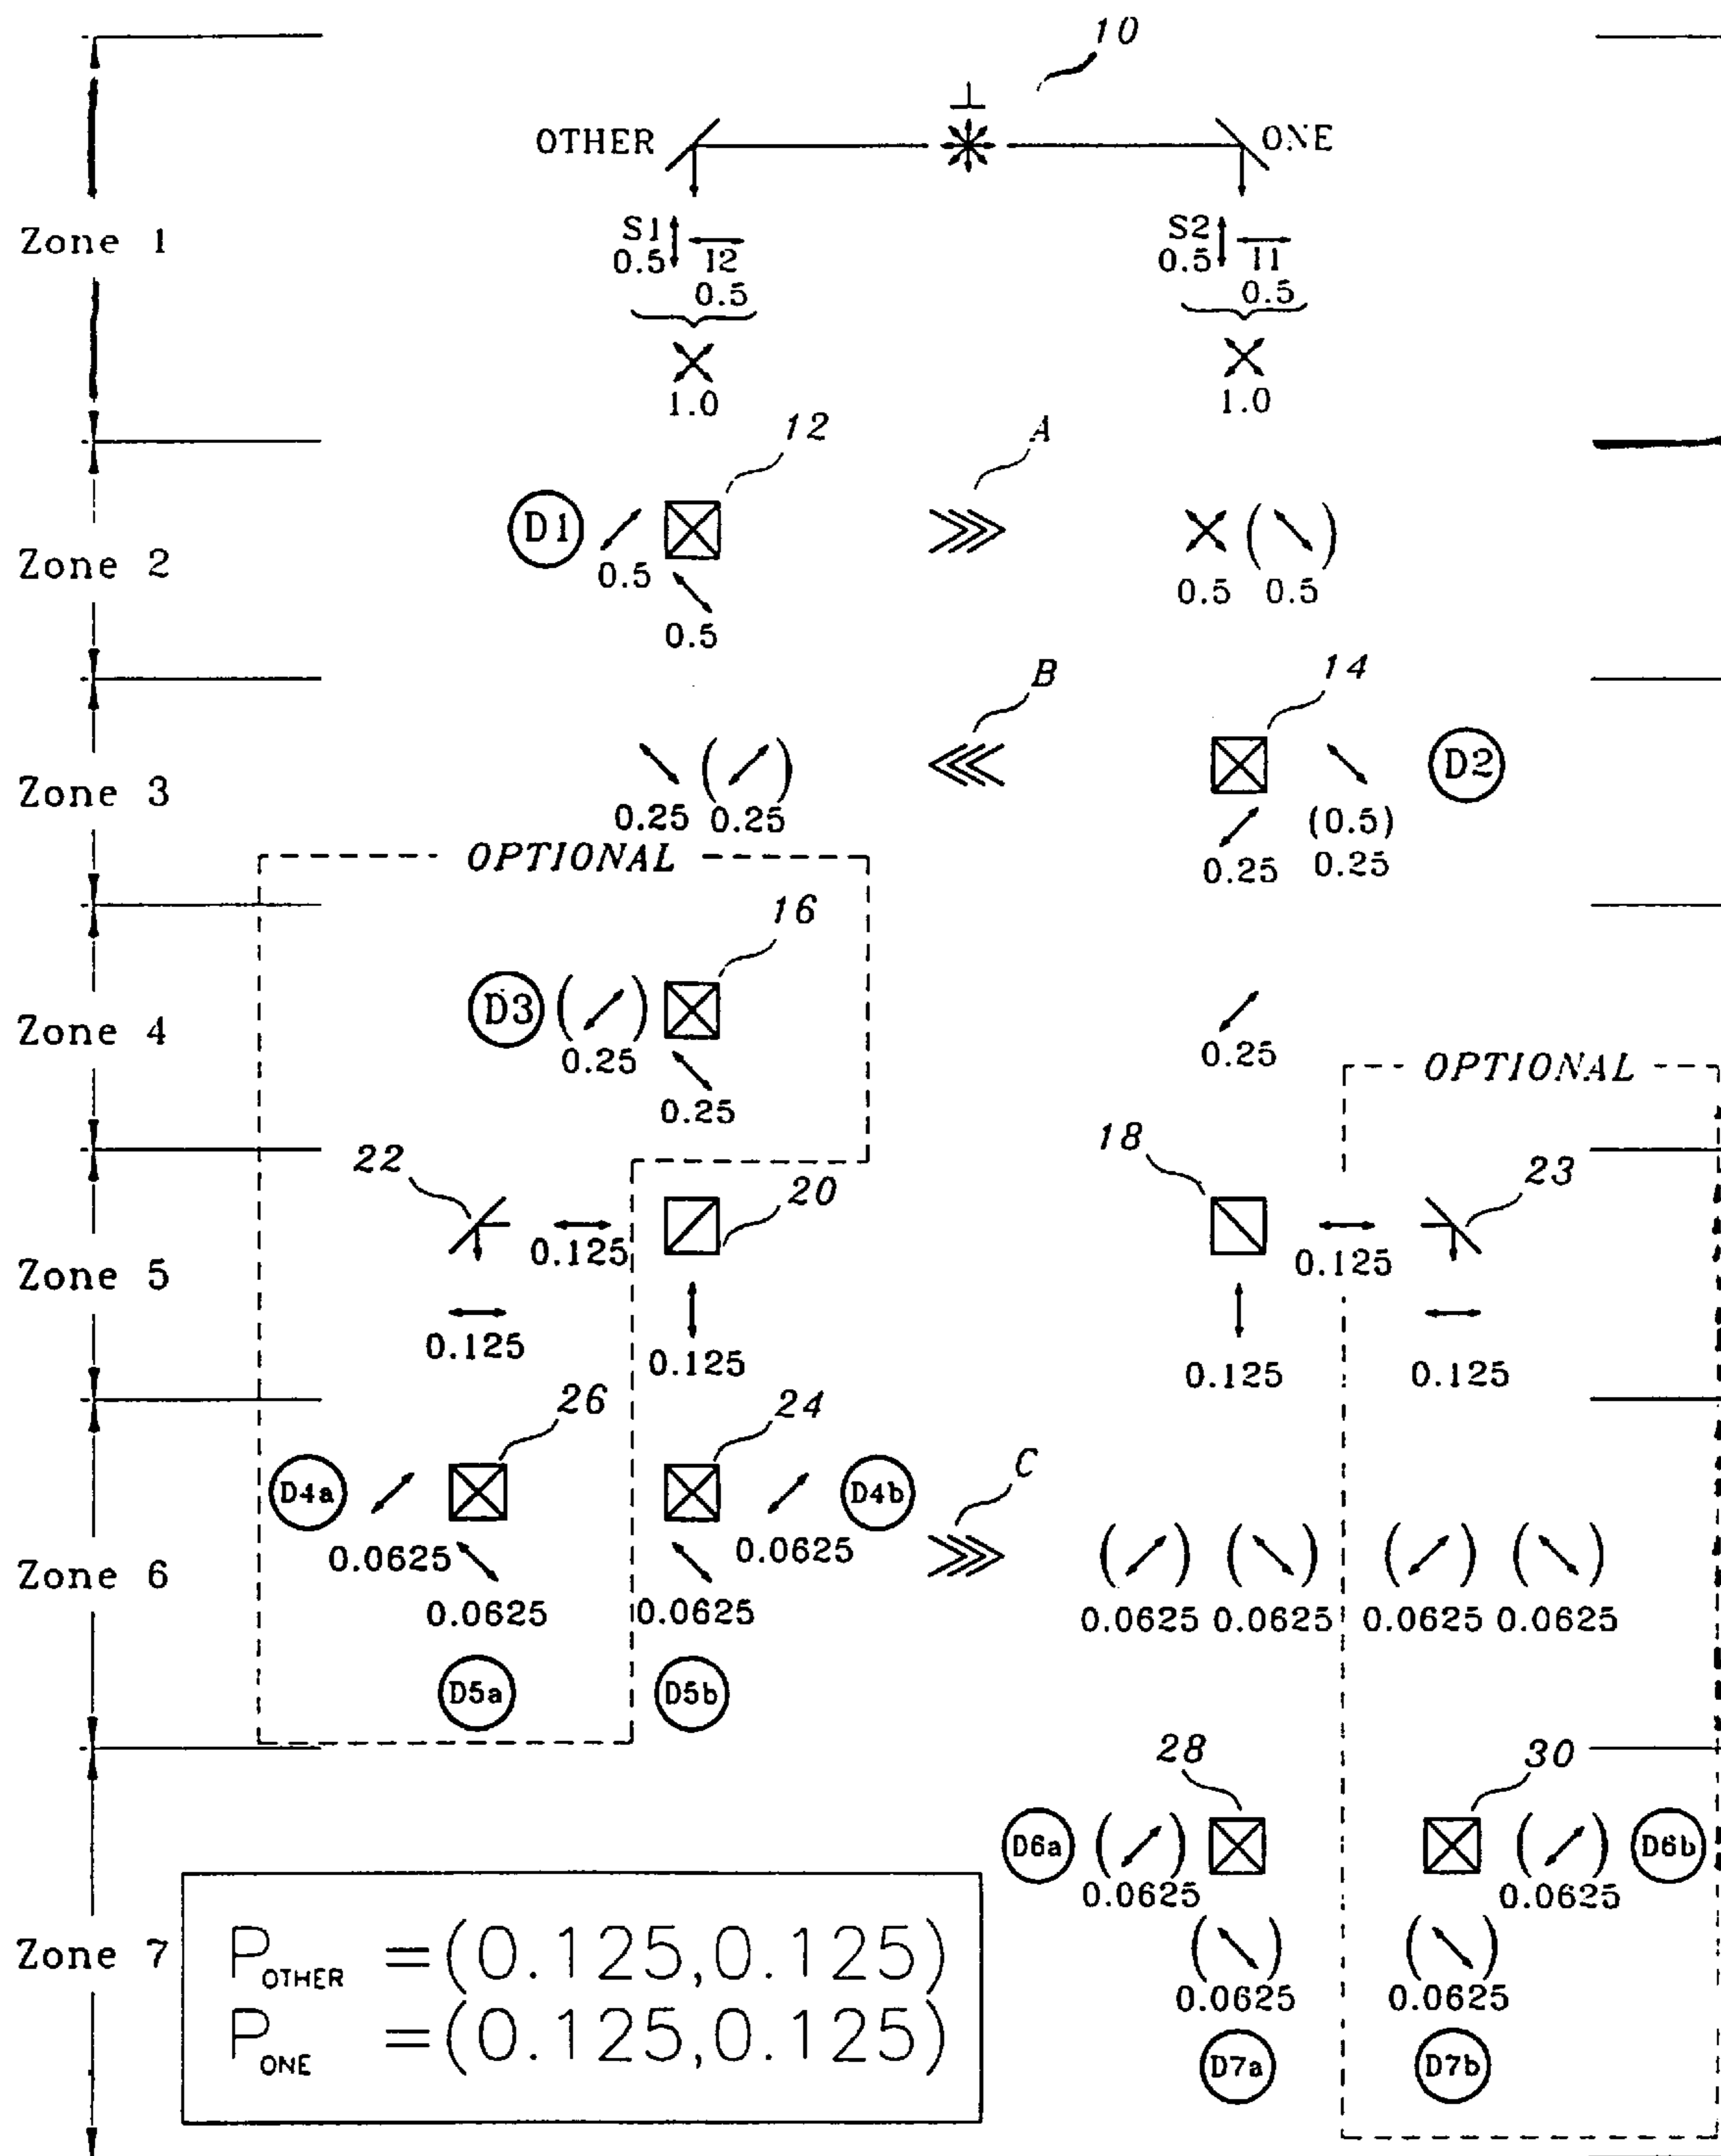 10
OTHER
ONE
Zone 1
S1
0.5
I2
0.5
S2
0.5
I1
0.5
1.0
1.0
12
A
Zone 2
D1
0.5
0.5
0.5
0.5
B
14
Zone 3
D2
0.25
0.25
(0.5)
0.25
0.25
OPTIONAL
16
Zone 4
D3
0.25
0.25
0.25
OPTIONAL
22
20
18
23
Zone 5
0.125
0.125
0.125
0.125
0.125
0.125
26
24
C
Zone 6
D4a
D4b
0.0625
0.0625
0.0625
0.0625
0.0625
0.0625
0.0625
0.0625
D5a
D5b
28
30
D6a
D6b
0.0625
0.0625
Zone 7
0.0625
0.0625
D7a
D7b
P OTHER =(0.125,0.125)
P ONE =(0.125,0.125)